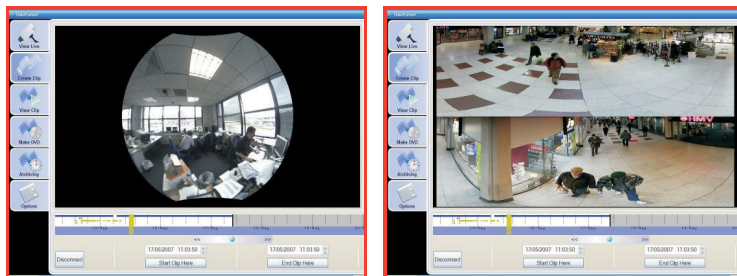 View Live
Create Clip
View Clip
Make DVD
Archiving
Options
17/05/2007 11:03:50
17/05/2007 11:03:50
Disconnect
Start Clip Here
End Clip Here
View Live
Create Clip
View Clip
Make DVD
Archiving
Options
HMV
17/05/2007 11:03:50
17/05/2007 11:03:50
Disconnect
Start Clip Here
End Clip Here